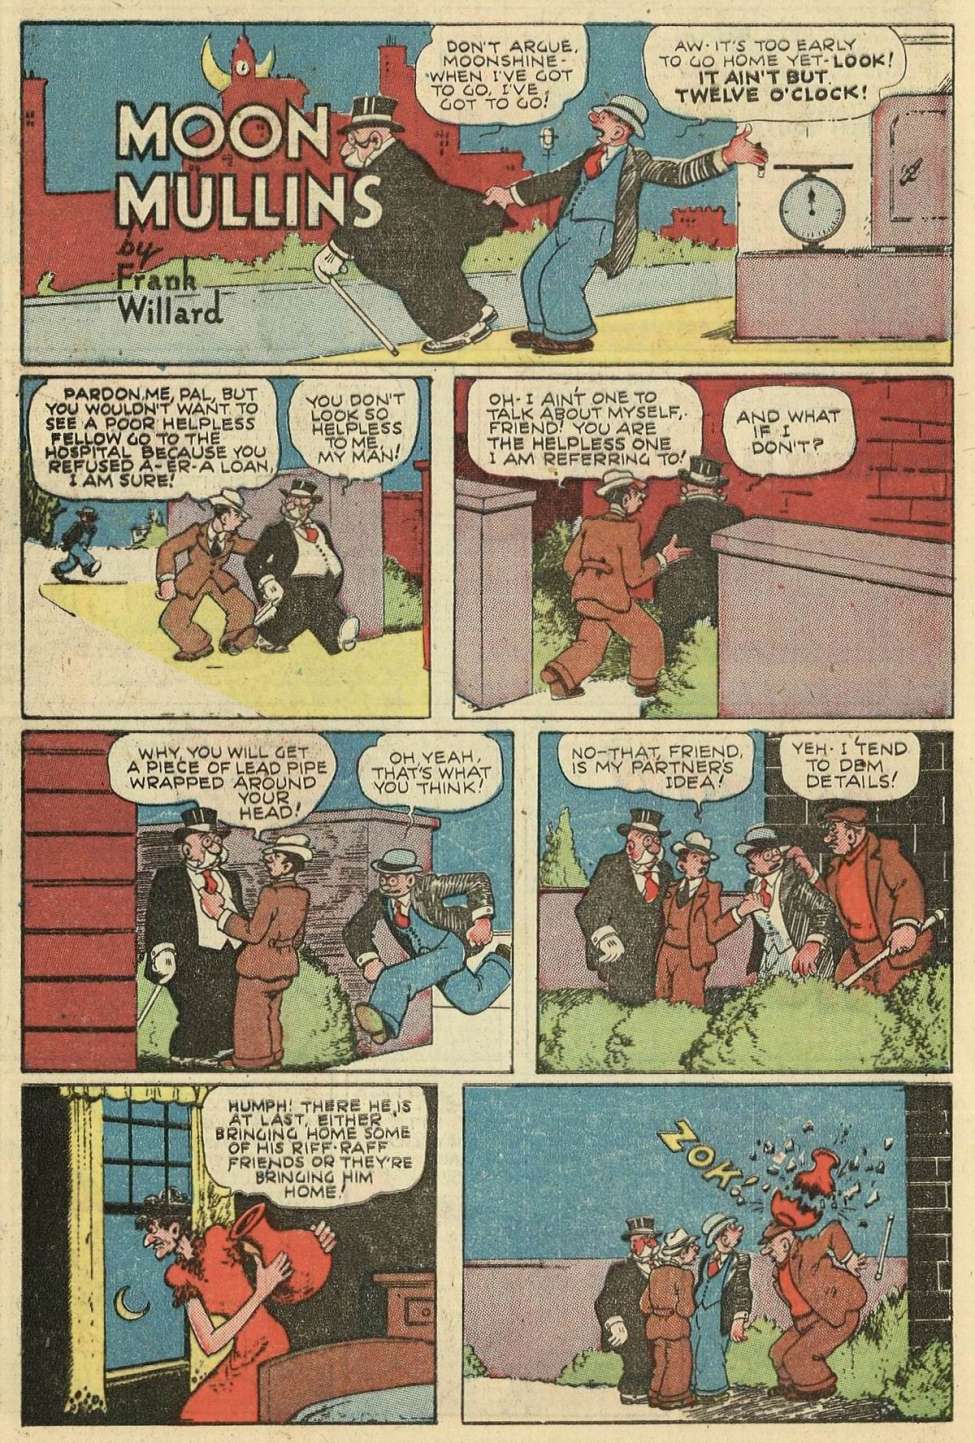 MOON
MULLINS
by
Frank
Willard
DON'T ARGUE,
MOONSHINE-
WHEN I'VE GOT
TO GO, I'VE
GOT TO GO!
AW- IT'S TOO EARLY
TO GO HOME YET- LOOK!
IT AIN'T BUT
TWELVE O'CLOCK!
PARDON ME, PAL, BUT
YOU WOULDN'T WANT TO
SEE A POOR HELPLESS
FELLOW GO TO THE
HOSPITAL BECAUSE YOU
REFUSED A-ER-A LOAN,
I AM SURE!
YOU DON'T
LOOK SO
HELPLESS
TO ME,
MY MAN!
OH- I AIN'T ONE TO
TALK ABOUT MYSELF,
FRIEND! YOU ARE
THE HELPLESS ONE
I AM REFERRING TO!
AND WHAT
IF I
DON'T?
WHY, YOU WILL GET
A PIECE OF LEAD PIPE
WRAPPED AROUND
YOUR
HEAD!
OH YEAH,
THAT'S WHAT
YOU THINK!
NO-THAT, FRIEND,
IS MY PARTNER'S
IDEA!
YEH- I TEND
TO DEM
DETAILS!
HUMPH! THERE HE IS
AT LAST, EITHER
BRINGING HOME SOME
OF HIS RIFF-RAFF
FRIENDS OR THEY'RE
BRINGING HIM
HOME!
ZOK!